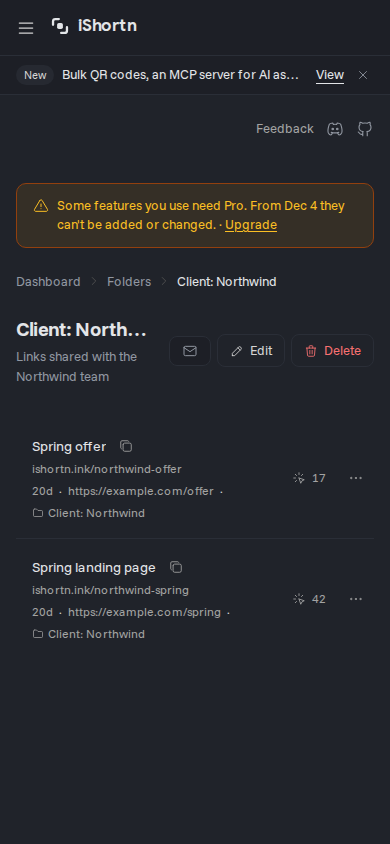 IShortn
New
Bulk QR codes, an MCP server for AI as…
View
Feedback
Some features you use need Pro. From Dec 4 they
can't be added or changed. · Upgrade
Dashboard
Folders
Client: Northwind
Client: North…
Links shared with the
Northwind team
Edit
Delete
Spring offer
ishortn.ink/northwind-offer
20d · https://example.com/offer ·
Client: Northwind
17
Spring landing page
ishortn.ink/northwind-spring
20d · https://example.com/spring ·
Client: Northwind
42